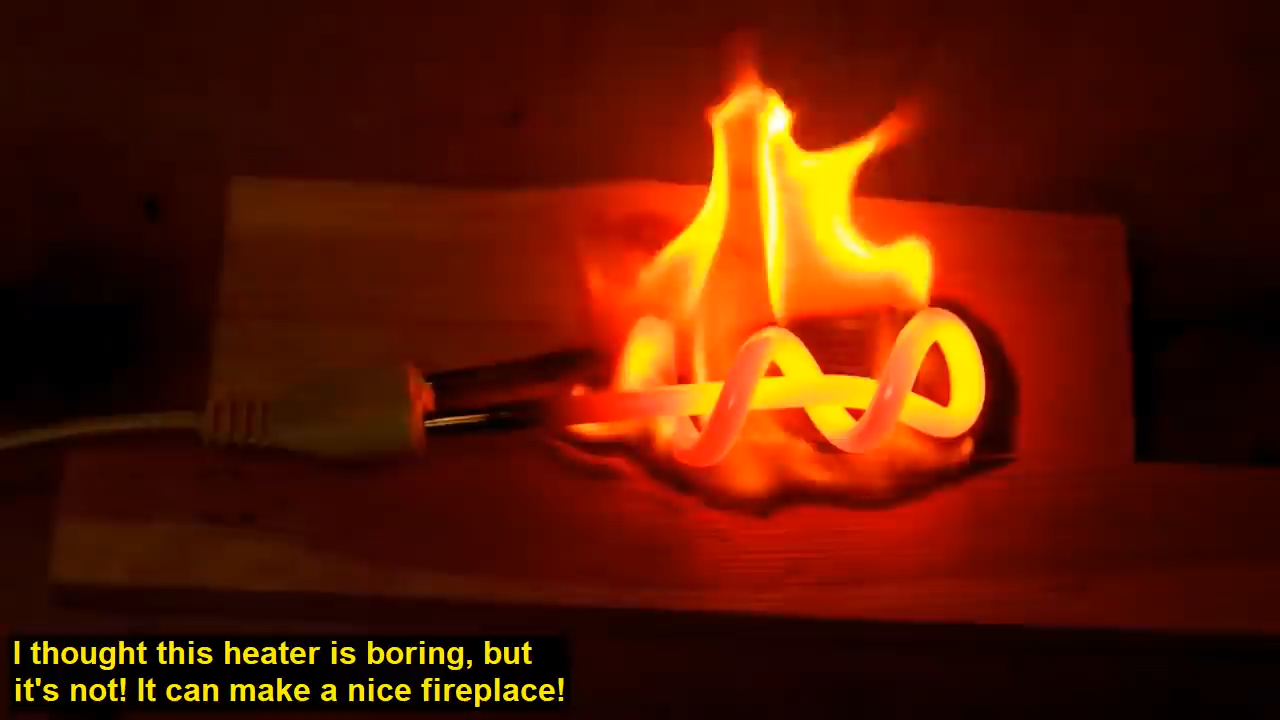 I thought this heater is boring, but
it's not! It can make a nice fireplace!